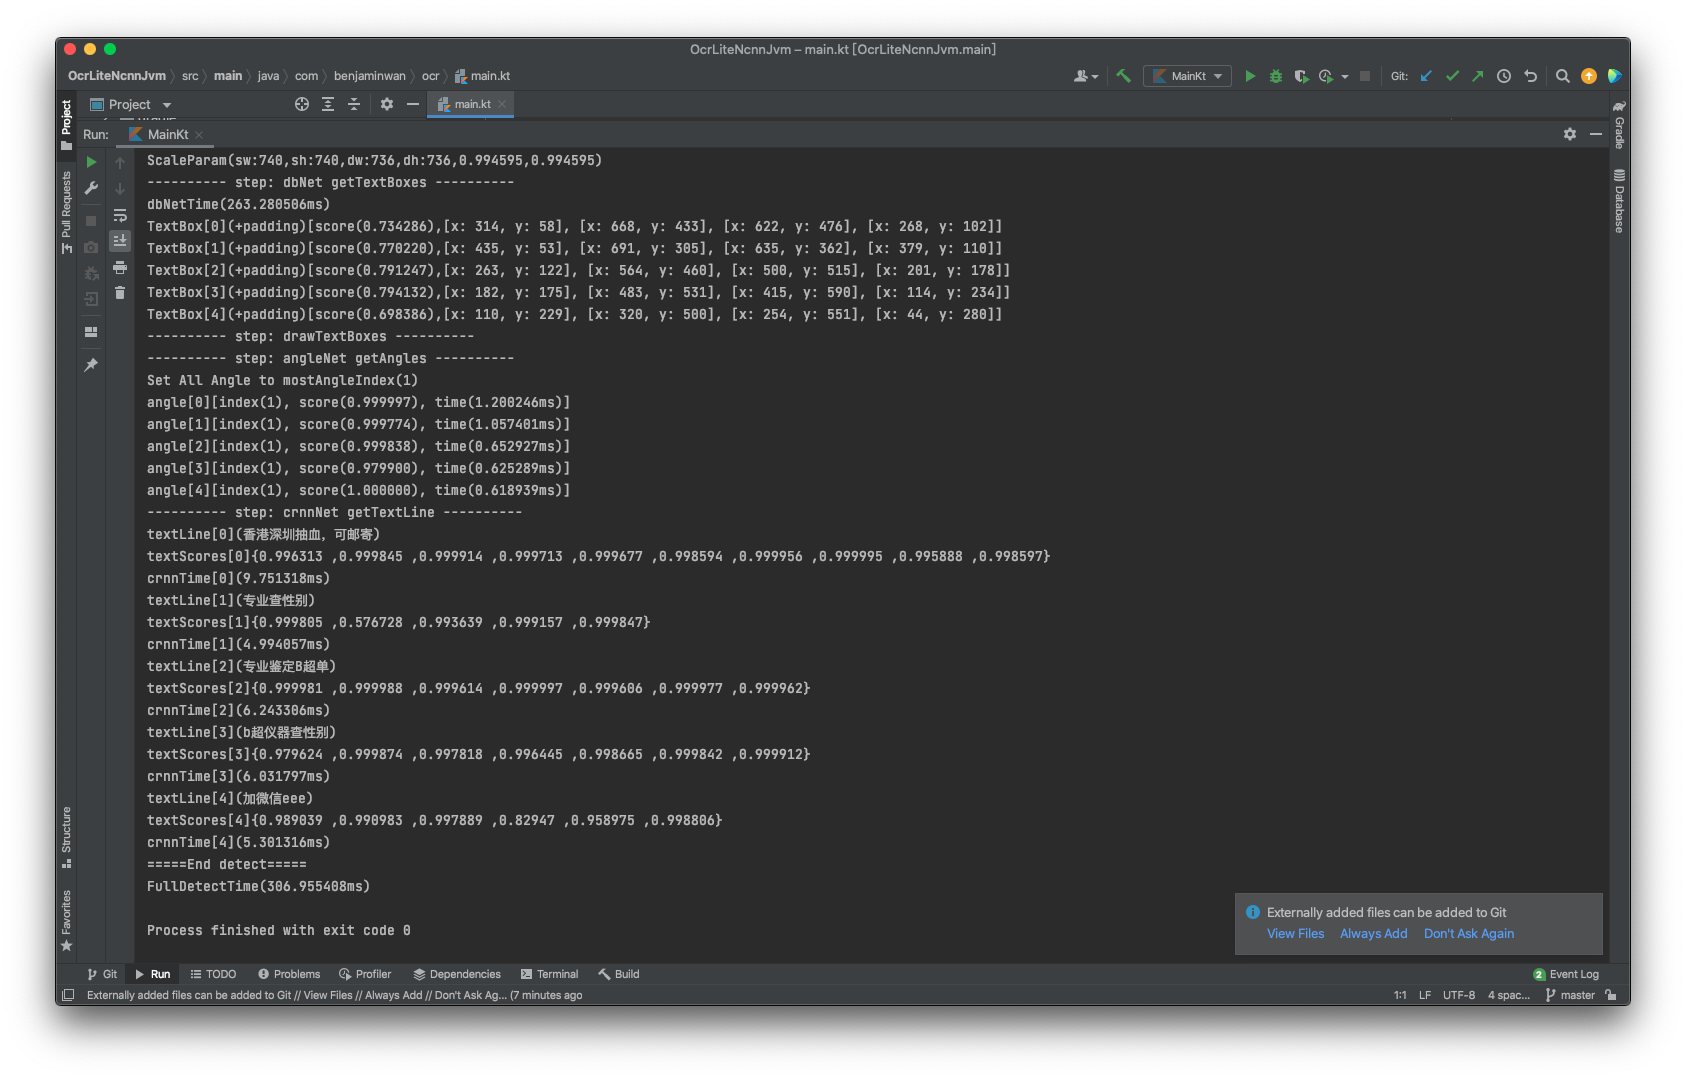 OcrLiteNcnnJvm – main.kt [OcrLiteNcnnJvm.main]
OcrLiteNcnnJvm 〉 src 〉 main 〉 java 〉 com 〉 benjaminwan 〉 ocr 〉 main.kt
MainKt
Git:
Project
main.kt
Run: MainKt
Project
Pull Requests
Structure
Favorites
Gradle
Database
ScaleParam(sw:740,sh:740,dw:736,dh:736,0.994595,0.994595)
---------- step: dbNet getTextBoxes ----------
dbNetTime(263.280506ms)
TextBox[0](+padding)[score(0.734286),[x: 314, y: 58], [x: 668, y: 433], [x: 622, y: 476], [x: 268, y: 102]]
TextBox[1](+padding)[score(0.770220),[x: 435, y: 53], [x: 691, y: 305], [x: 635, y: 362], [x: 379, y: 110]]
TextBox[2](+padding)[score(0.791247),[x: 263, y: 122], [x: 564, y: 460], [x: 500, y: 515], [x: 201, y: 178]]
TextBox[3](+padding)[score(0.794132),[x: 182, y: 175], [x: 483, y: 531], [x: 415, y: 590], [x: 114, y: 234]]
TextBox[4](+padding)[score(0.698386),[x: 110, y: 229], [x: 320, y: 500], [x: 254, y: 551], [x: 44, y: 280]]
---------- step: drawTextBoxes ----------
---------- step: angleNet getAngles ----------
Set All Angle to mostAngleIndex(1)
angle[0][index(1), score(0.999997), time(1.200246ms)]
angle[1][index(1), score(0.999774), time(1.057401ms)]
angle[2][index(1), score(0.999838), time(0.652927ms)]
angle[3][index(1), score(0.979900), time(0.625289ms)]
angle[4][index(1), score(1.000000), time(0.618939ms)]
---------- step: crnnNet getTextLine ----------
textLine[0](香港深圳抽血，可邮寄)
textScores[0]{0.996313 ,0.999845 ,0.999914 ,0.999713 ,0.999677 ,0.998594 ,0.999956 ,0.999995 ,0.995888 ,0.998597}
crnnTime[0](9.751318ms)
textLine[1](专业查性别)
textScores[1]{0.999805 ,0.576728 ,0.993639 ,0.999157 ,0.999847}
crnnTime[1](4.994057ms)
textLine[2](专业鉴定B超单)
textScores[2]{0.999981 ,0.999988 ,0.999614 ,0.999997 ,0.999606 ,0.999977 ,0.999962}
crnnTime[2](6.243306ms)
textLine[3](b超仪器查性别)
textScores[3]{0.979624 ,0.999874 ,0.997818 ,0.996445 ,0.998665 ,0.999842 ,0.999912}
crnnTime[3](6.031797ms)
textLine[4](加微信eee)
textScores[4]{0.989039 ,0.990983 ,0.997889 ,0.82947 ,0.958975 ,0.998806}
crnnTime[4](5.301316ms)
=====End detect=====
FullDetectTime(306.955408ms)
Process finished with exit code 0
Externally added files can be added to Git
View Files Always Add Don't Ask Again
Git Run TODO Problems Profiler Dependencies Terminal Build 2 Event Log
Externally added files can be added to Git // View Files // Always Add // Don't Ask Ag... (7 minutes ago 1:1 LF UTF-8 4 spac... master